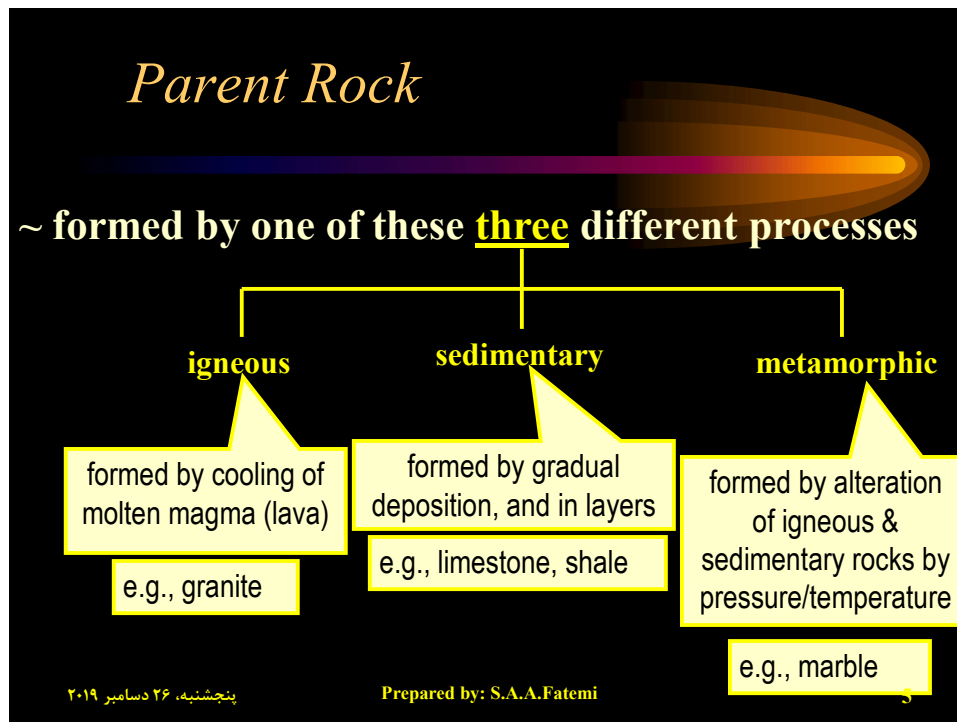 Parent Rock
~ formed by one of these three different processes
igneous
sedimentary
metamorphic
formed by cooling of
molten magma (lava)
e.g., granite
formed by gradual
deposition, and in layers
e.g., limestone, shale
formed by alteration
of igneous &
sedimentary rocks by
pressure/temperature
e.g., marble
پنجشنبه، ۲۶ دسامبر ۲۰۱۹
Prepared by: S.A.A.Fatemi
5